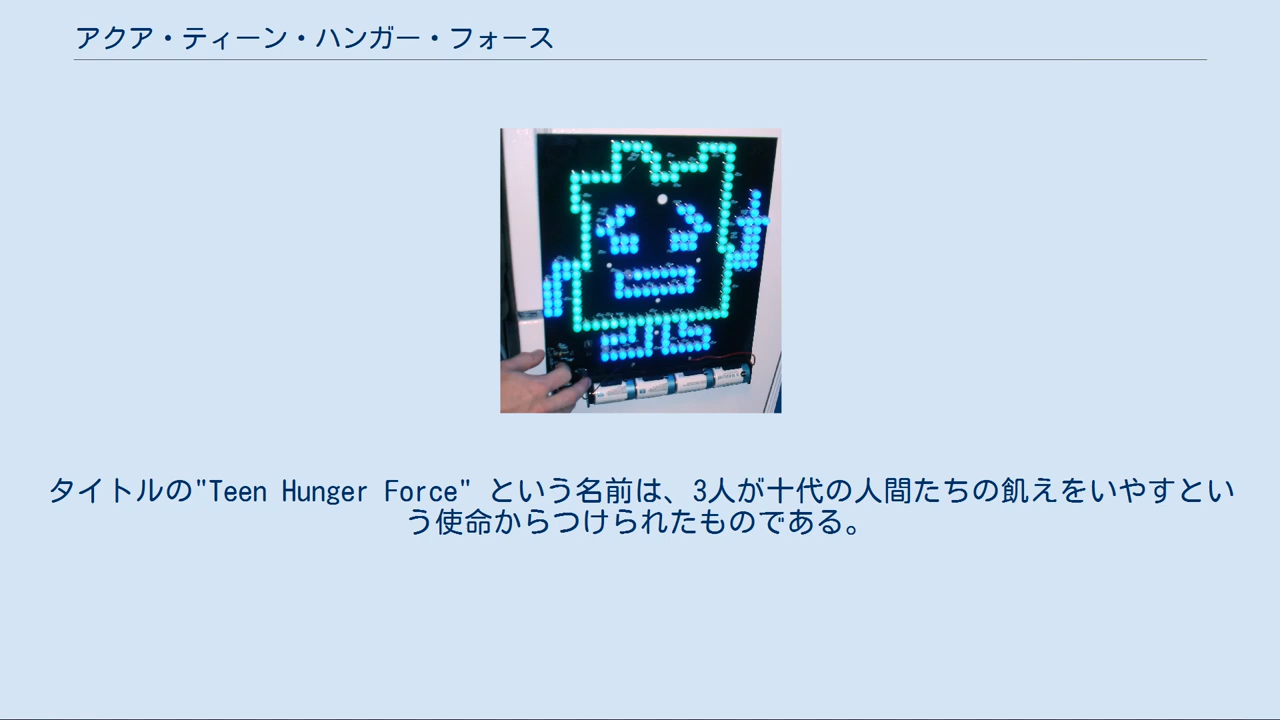 アクア・ティーン・ハンガー・フォース
タイトルの"Teen Hunger Force" という名前は、3人が十代の人間たちの飢えをいやすとい
う使命からつけられたものである。